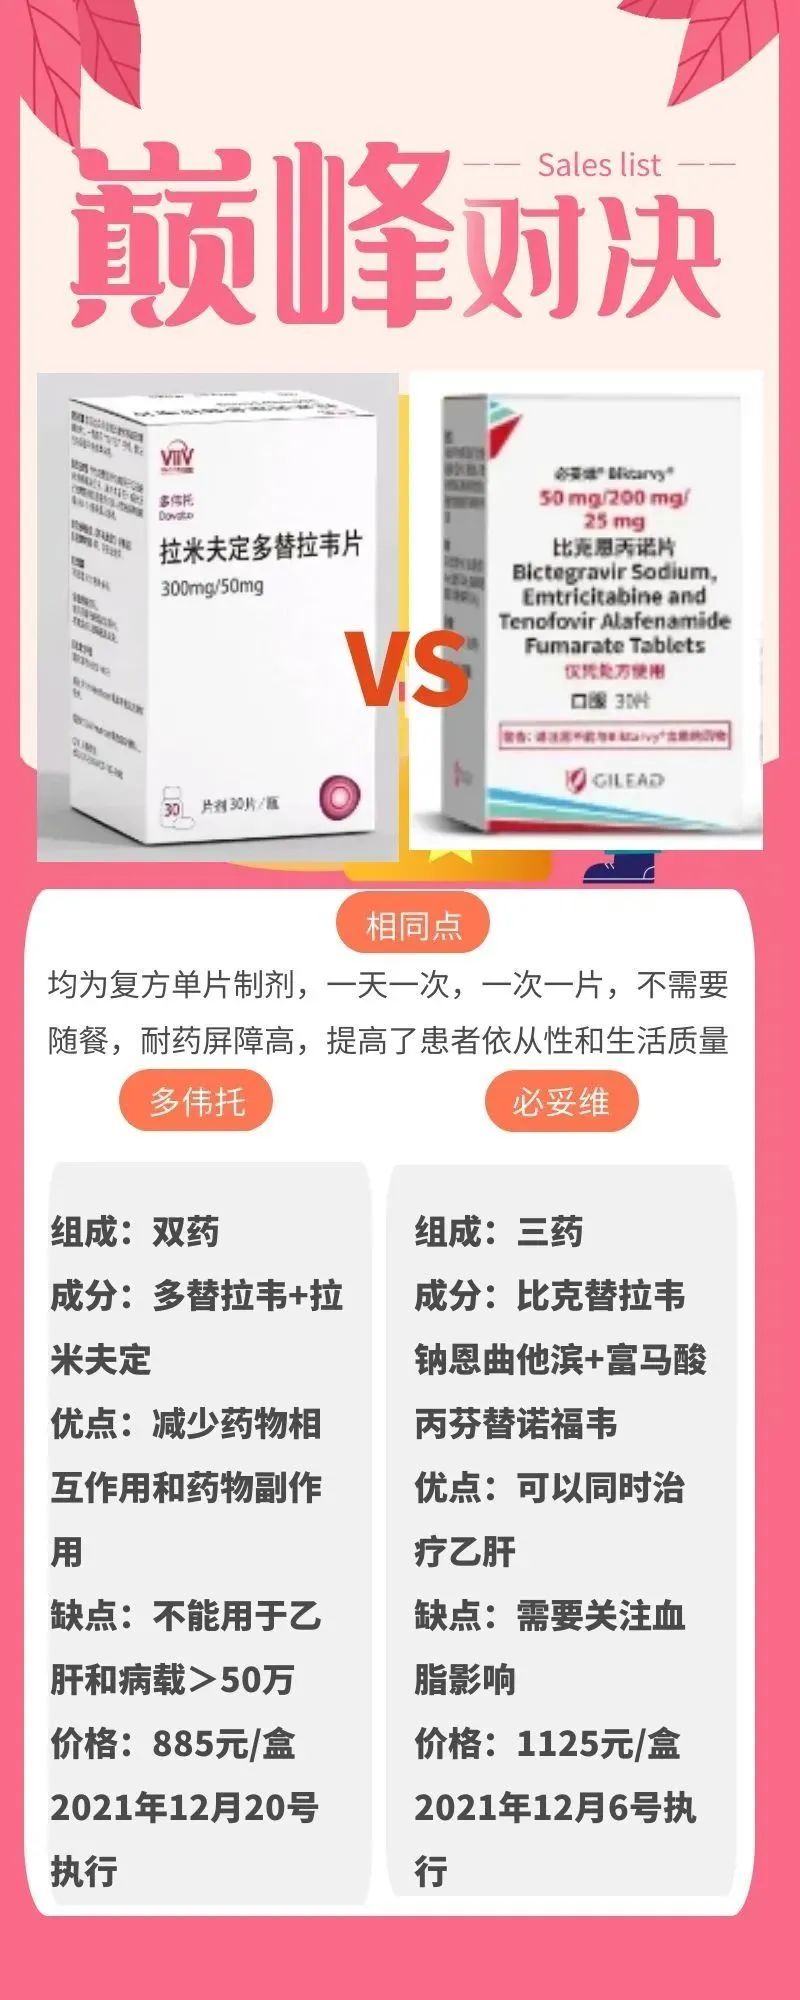 巅峰对决
Sales list
VIIV
多伟托
Dovato
拉米夫定多替拉韦片
300mg/50mg
30
片剂 30片/瓶
VS
必妥维® Biktarvy®
50 mg/200 mg/
25 mg
比克恩丙诺片
Bictegravir Sodium,
Emtricitabine and
Tenofovir Alafenamide
Fumarate Tablets
仅凭处方使用
口服 30片
GILEAD
相同点
均为复方单片制剂，一天一次，一次一片，不需要
随餐，耐药屏障高，提高了患者依从性和生活质量
多伟托
组成：双药
成分：多替拉韦+拉
米夫定
优点：减少药物相
互作用和药物副作
用
缺点：不能用于乙
肝和病载＞50万
价格：885元/盒
2021年12月20号
执行
必妥维
组成：三药
成分：比克替拉韦
钠恩曲他滨+富马酸
丙芬替诺福韦
优点：可以同时治
疗乙肝
缺点：需要关注血
脂影响
价格：1125元/盒
2021年12月6号执
行